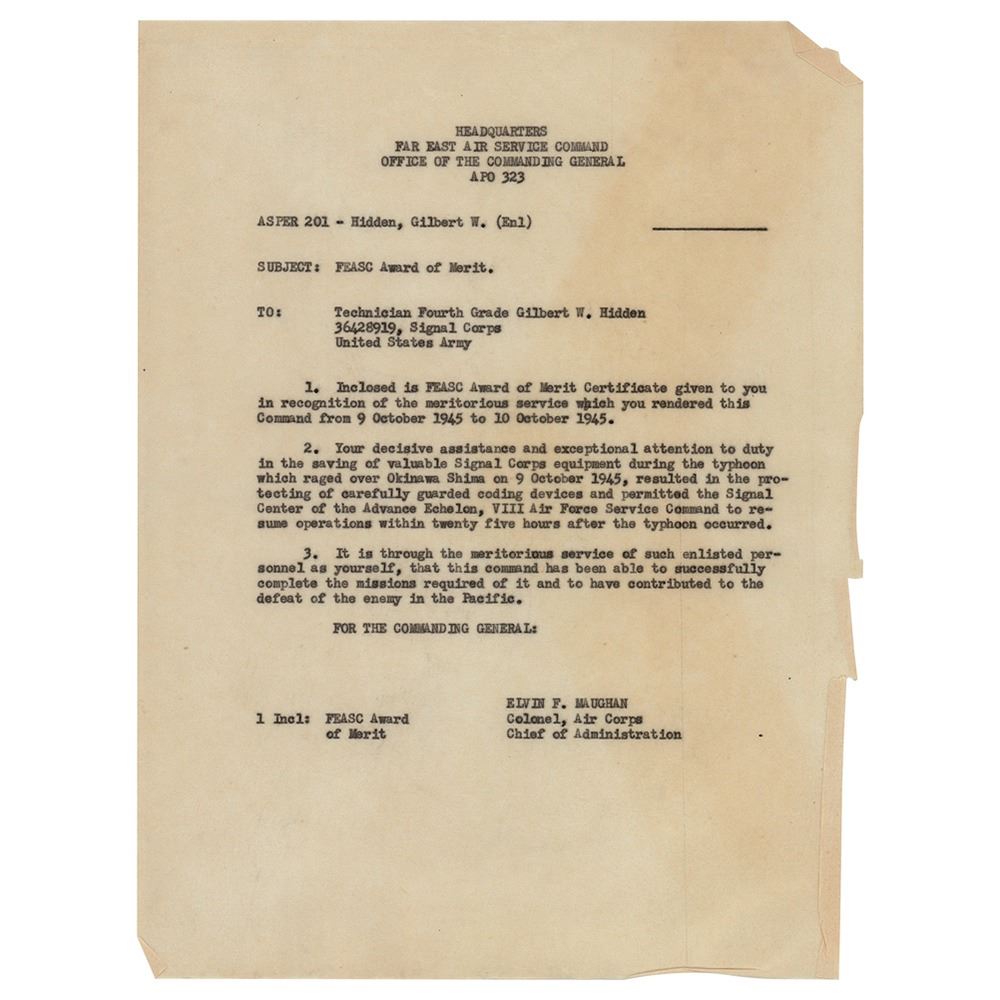 HEADQUARTERS
FAR EAST AIR SERVICE COMMAND
OFFICE OF THE COMMANDING GENERAL
APO 323
ASPER 201 - Hidden, Gilbert W. (Enl)
SUBJECT: FEASC Award of Merit.
TO: Technician Fourth Grade Gilbert W. Hidden
36428919, Signal Corps
United States Army
1. Inclosed is FEASC Award of Merit Certificate given to you
in recognition of the meritorious service which you rendered this
Command from 9 October 1945 to 10 October 1945.
2. Your decisive assistance and exceptional attention to duty
in the saving of valuable Signal Corps equipment during the typhoon
which raged over Okinawa Shima on 9 October 1945, resulted in the pro-
tecting of carefully guarded coding devices and permitted the Signal
Center of the Advance Echelon, VIII Air Force Service Command to re-
sume operations within twenty five hours after the typhoon occurred.
3. It is through the meritorious service of such enlisted per-
sonnel as yourself, that this command has been able to successfully
complete the missions required of it and to have contributed to the
defeat of the enemy in the Pacific.
FOR THE COMMANDING GENERAL:
ELVIN F. MAUGHAN
1 Incl: FEASC Award Colonel, Air Corps
of Merit Chief of Administration